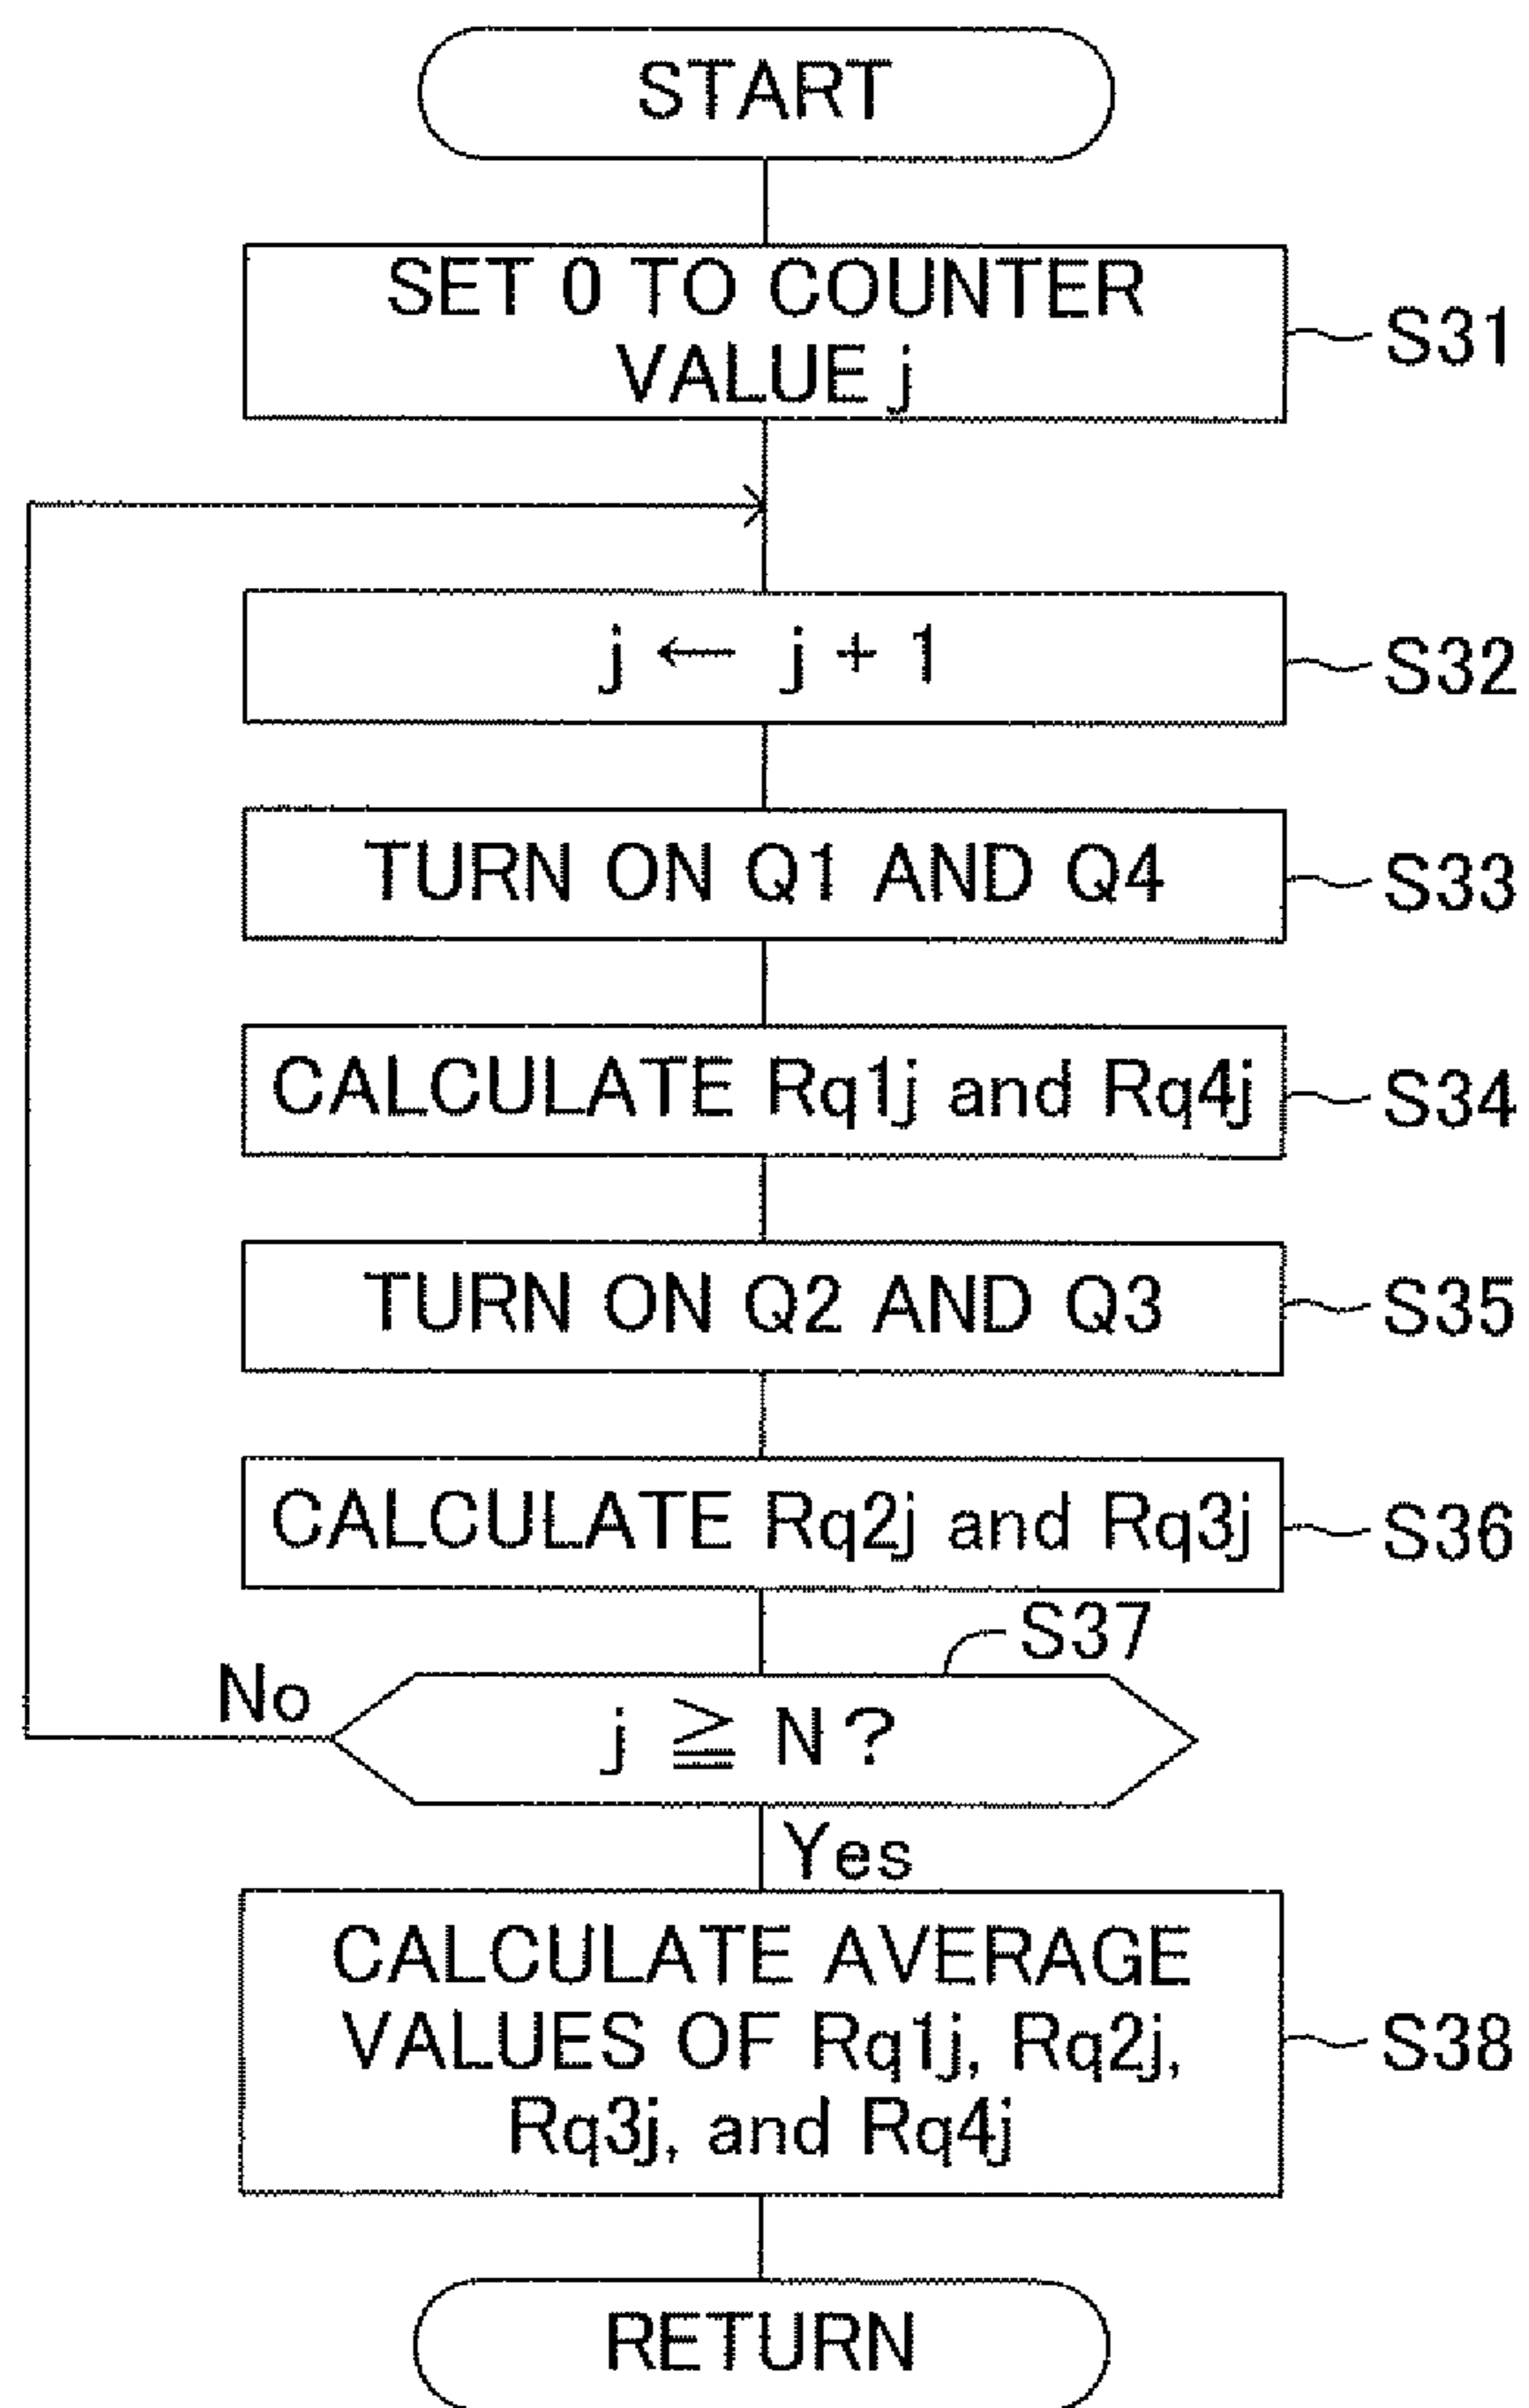 START
SET 0 TO COUNTER
VALUE j
S31
j ← j + 1
S32
TURN ON Q1 AND Q4
S33
CALCULATE Rq1j and Rq4j
S34
TURN ON Q2 AND Q3
S35
CALCULATE Rq2j and Rq3j
S36
S37
No
j ≧ N?
Yes
CALCULATE AVERAGE
VALUES OF Rq1j, Rq2j,
Rq3j, and Rq4j
S38
RETURN